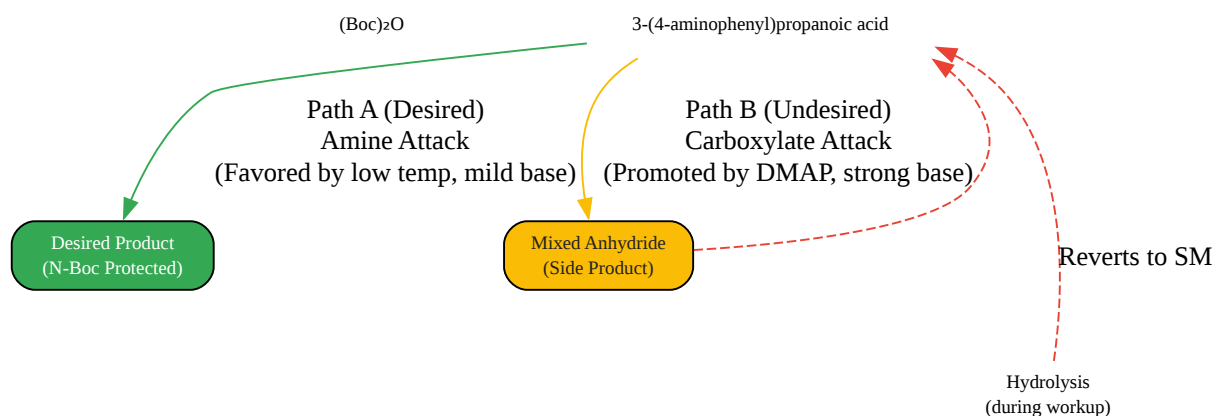 (Boc)₂O
3-(4-aminophenyl)propanoic acid
Path A (Desired)
Amine Attack
(Favored by low temp, mild base)
Path B (Undesired)
Carboxylate Attack
(Promoted by DMAP, strong base)
Desired Product
(N-Boc Protected)
Mixed Anhydride
(Side Product)
Reverts to SM
Hydrolysis
(during workup)